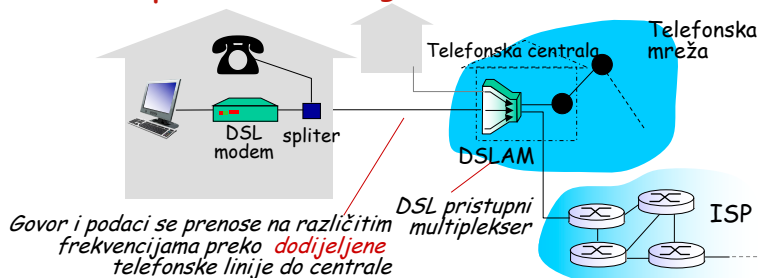 Telefonska
mreža
Telefonska centrala
DSL
modem
spliter
DSLAM
DSL pristupni
multiplekser
ISP
Govor i podaci se prenose na različitim
frekvencijama preko dodijeljene
telefonske linije do centrale